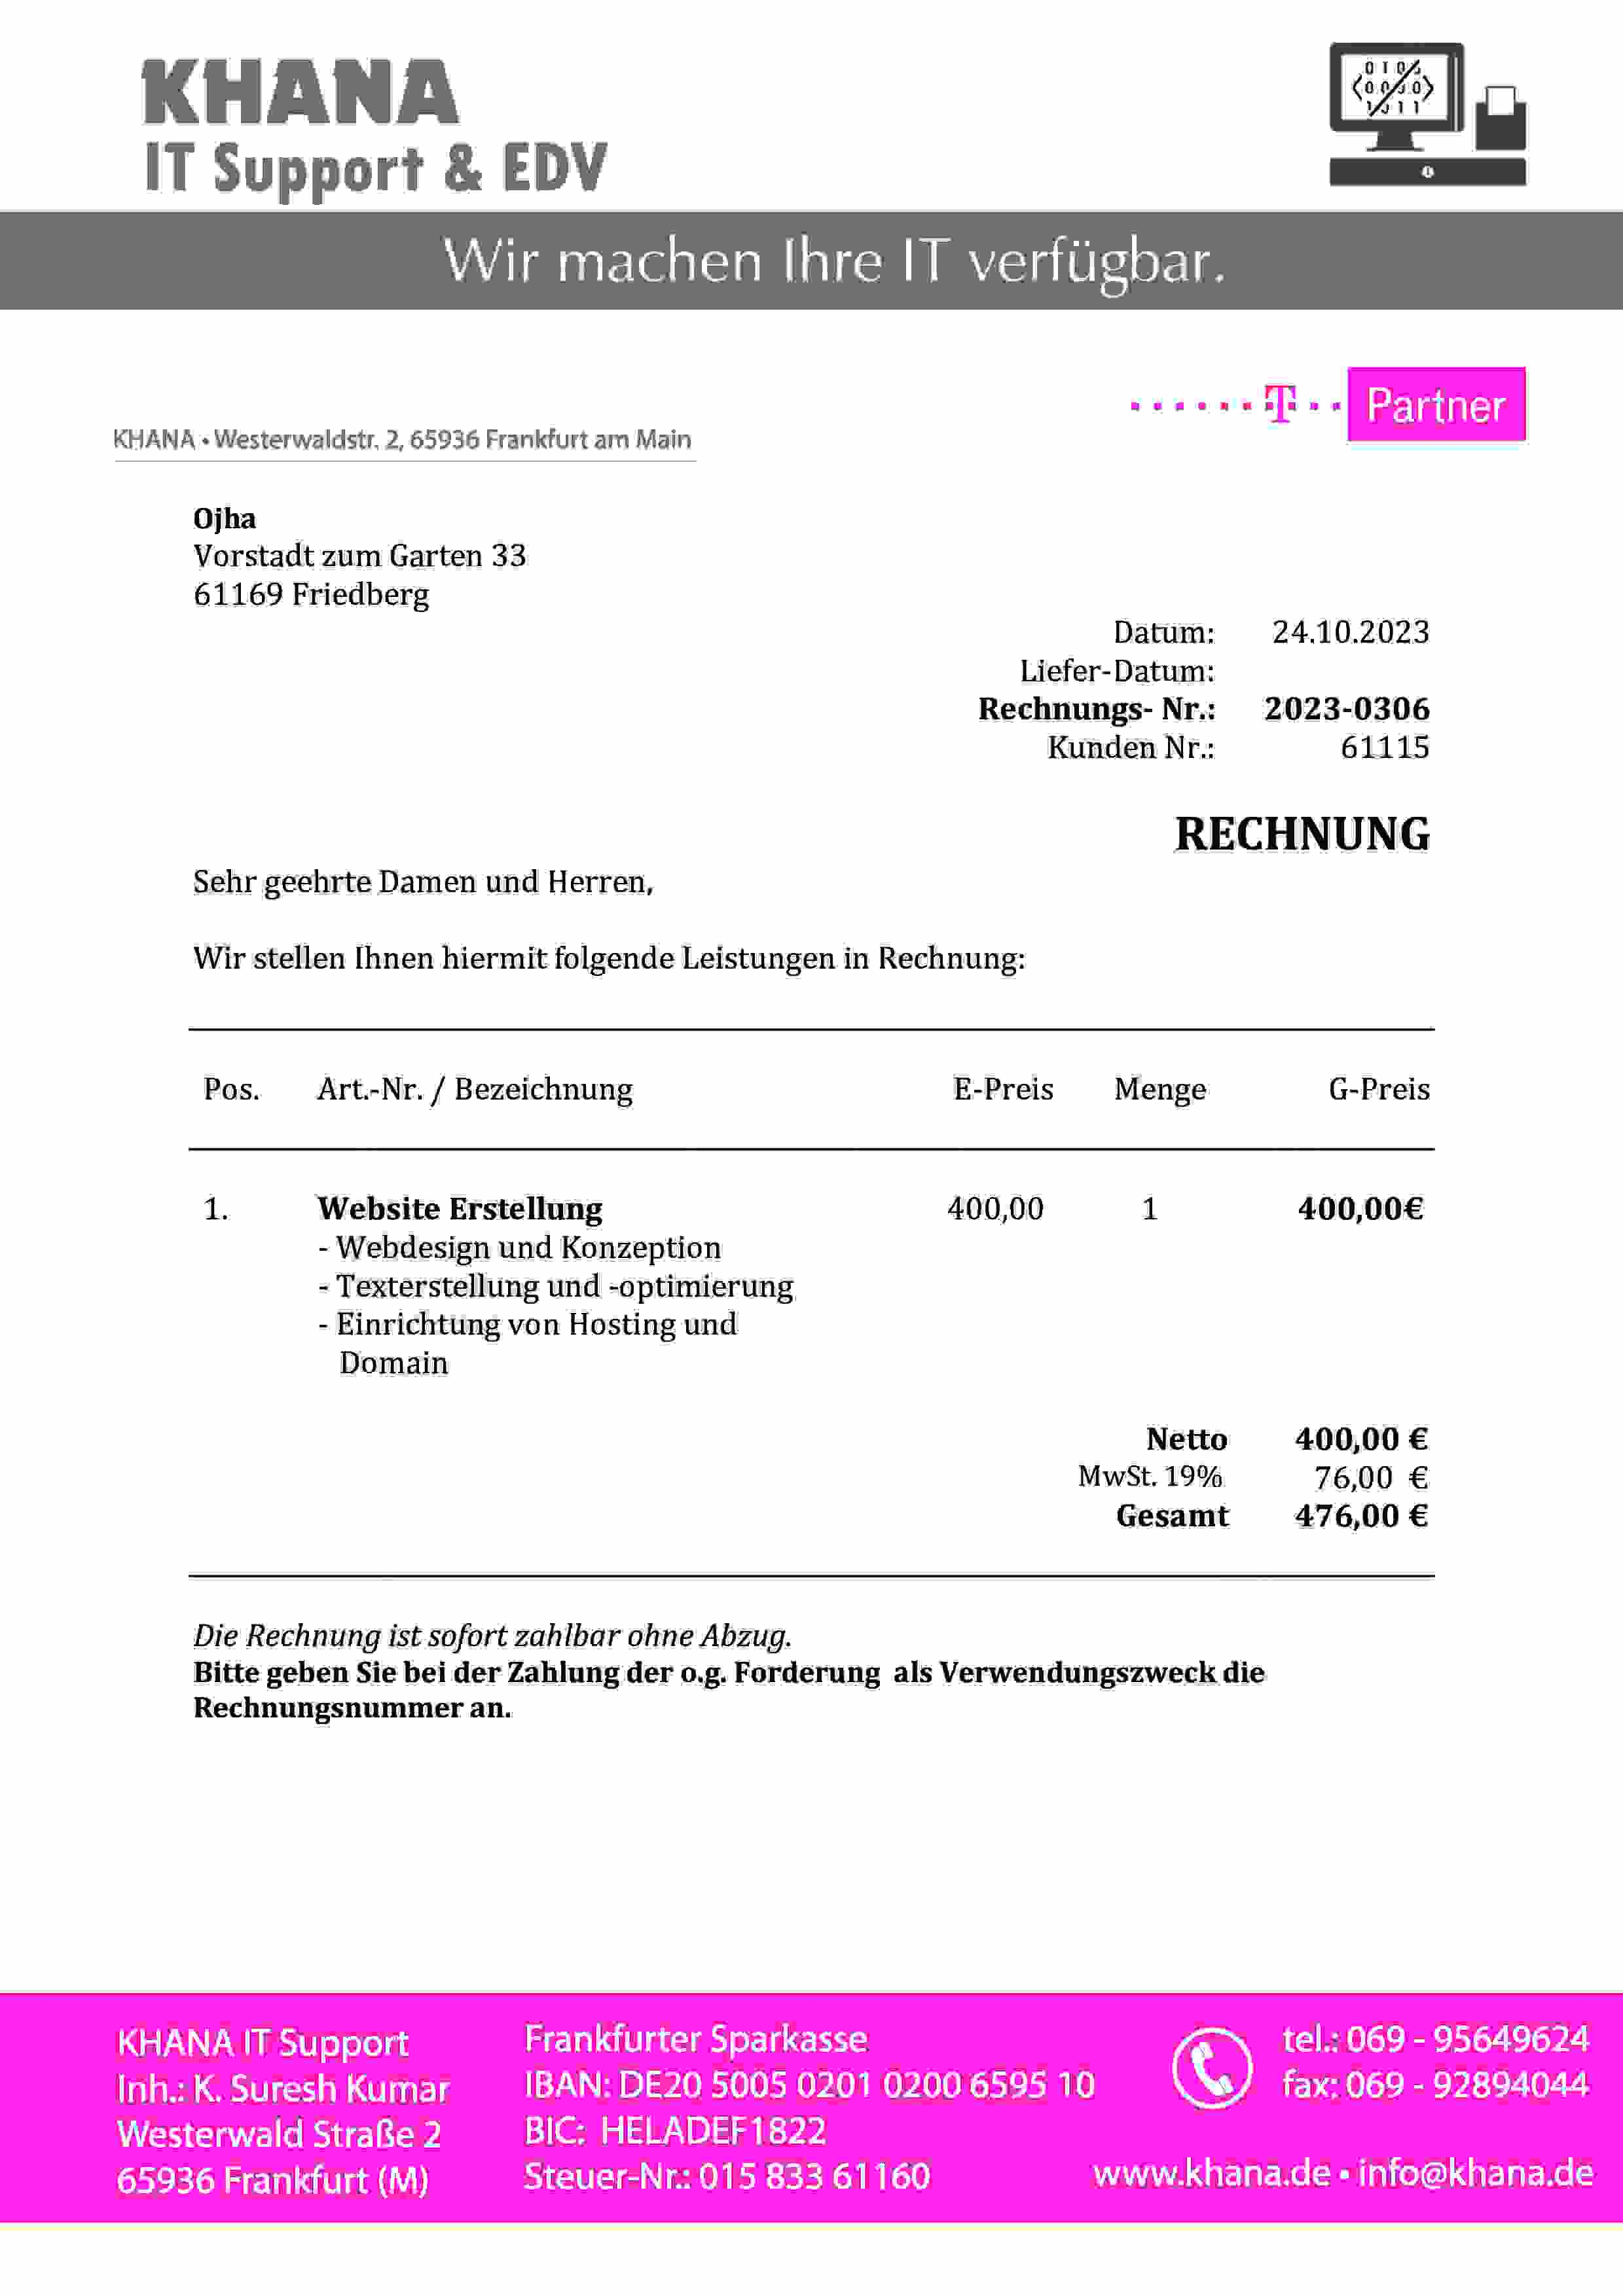 KHANA
IT Support & EDV
Wir machen Ihre IT verfügbar.
T Partner
KHANA • Westerwaldstr. 2, 65936 Frankfurt am Main
Ojha
Vorstadt zum Garten 33
61169 Friedberg
Datum: 24.10.2023
Liefer-Datum:
Rechnungs- Nr.: 2023-0306
Kunden Nr.: 61115
RECHNUNG
Sehr geehrte Damen und Herren,
Wir stellen Ihnen hiermit folgende Leistungen in Rechnung:
Pos. Art.-Nr. / Bezeichnung E-Preis Menge G-Preis
1. Website Erstellung 400,00 1 400,00€
- Webdesign und Konzeption
- Texterstellung und -optimierung
- Einrichtung von Hosting und
Domain
Netto 400,00 €
MwSt. 19% 76,00 €
Gesamt 476,00 €
Die Rechnung ist sofort zahlbar ohne Abzug.
Bitte geben Sie bei der Zahlung der o.g. Forderung als Verwendungszweck die
Rechnungsnummer an.
KHANA IT Support
Inh.: K. Suresh Kumar
Westerwald Straße 2
65936 Frankfurt (M)
Frankfurter Sparkasse
IBAN: DE20 5005 0201 0200 6595 10
BIC: HELADEF1822
Steuer-Nr.: 015 833 61160
tel.: 069 - 95649624
fax: 069 - 92894044
www.khana.de • info@khana.de